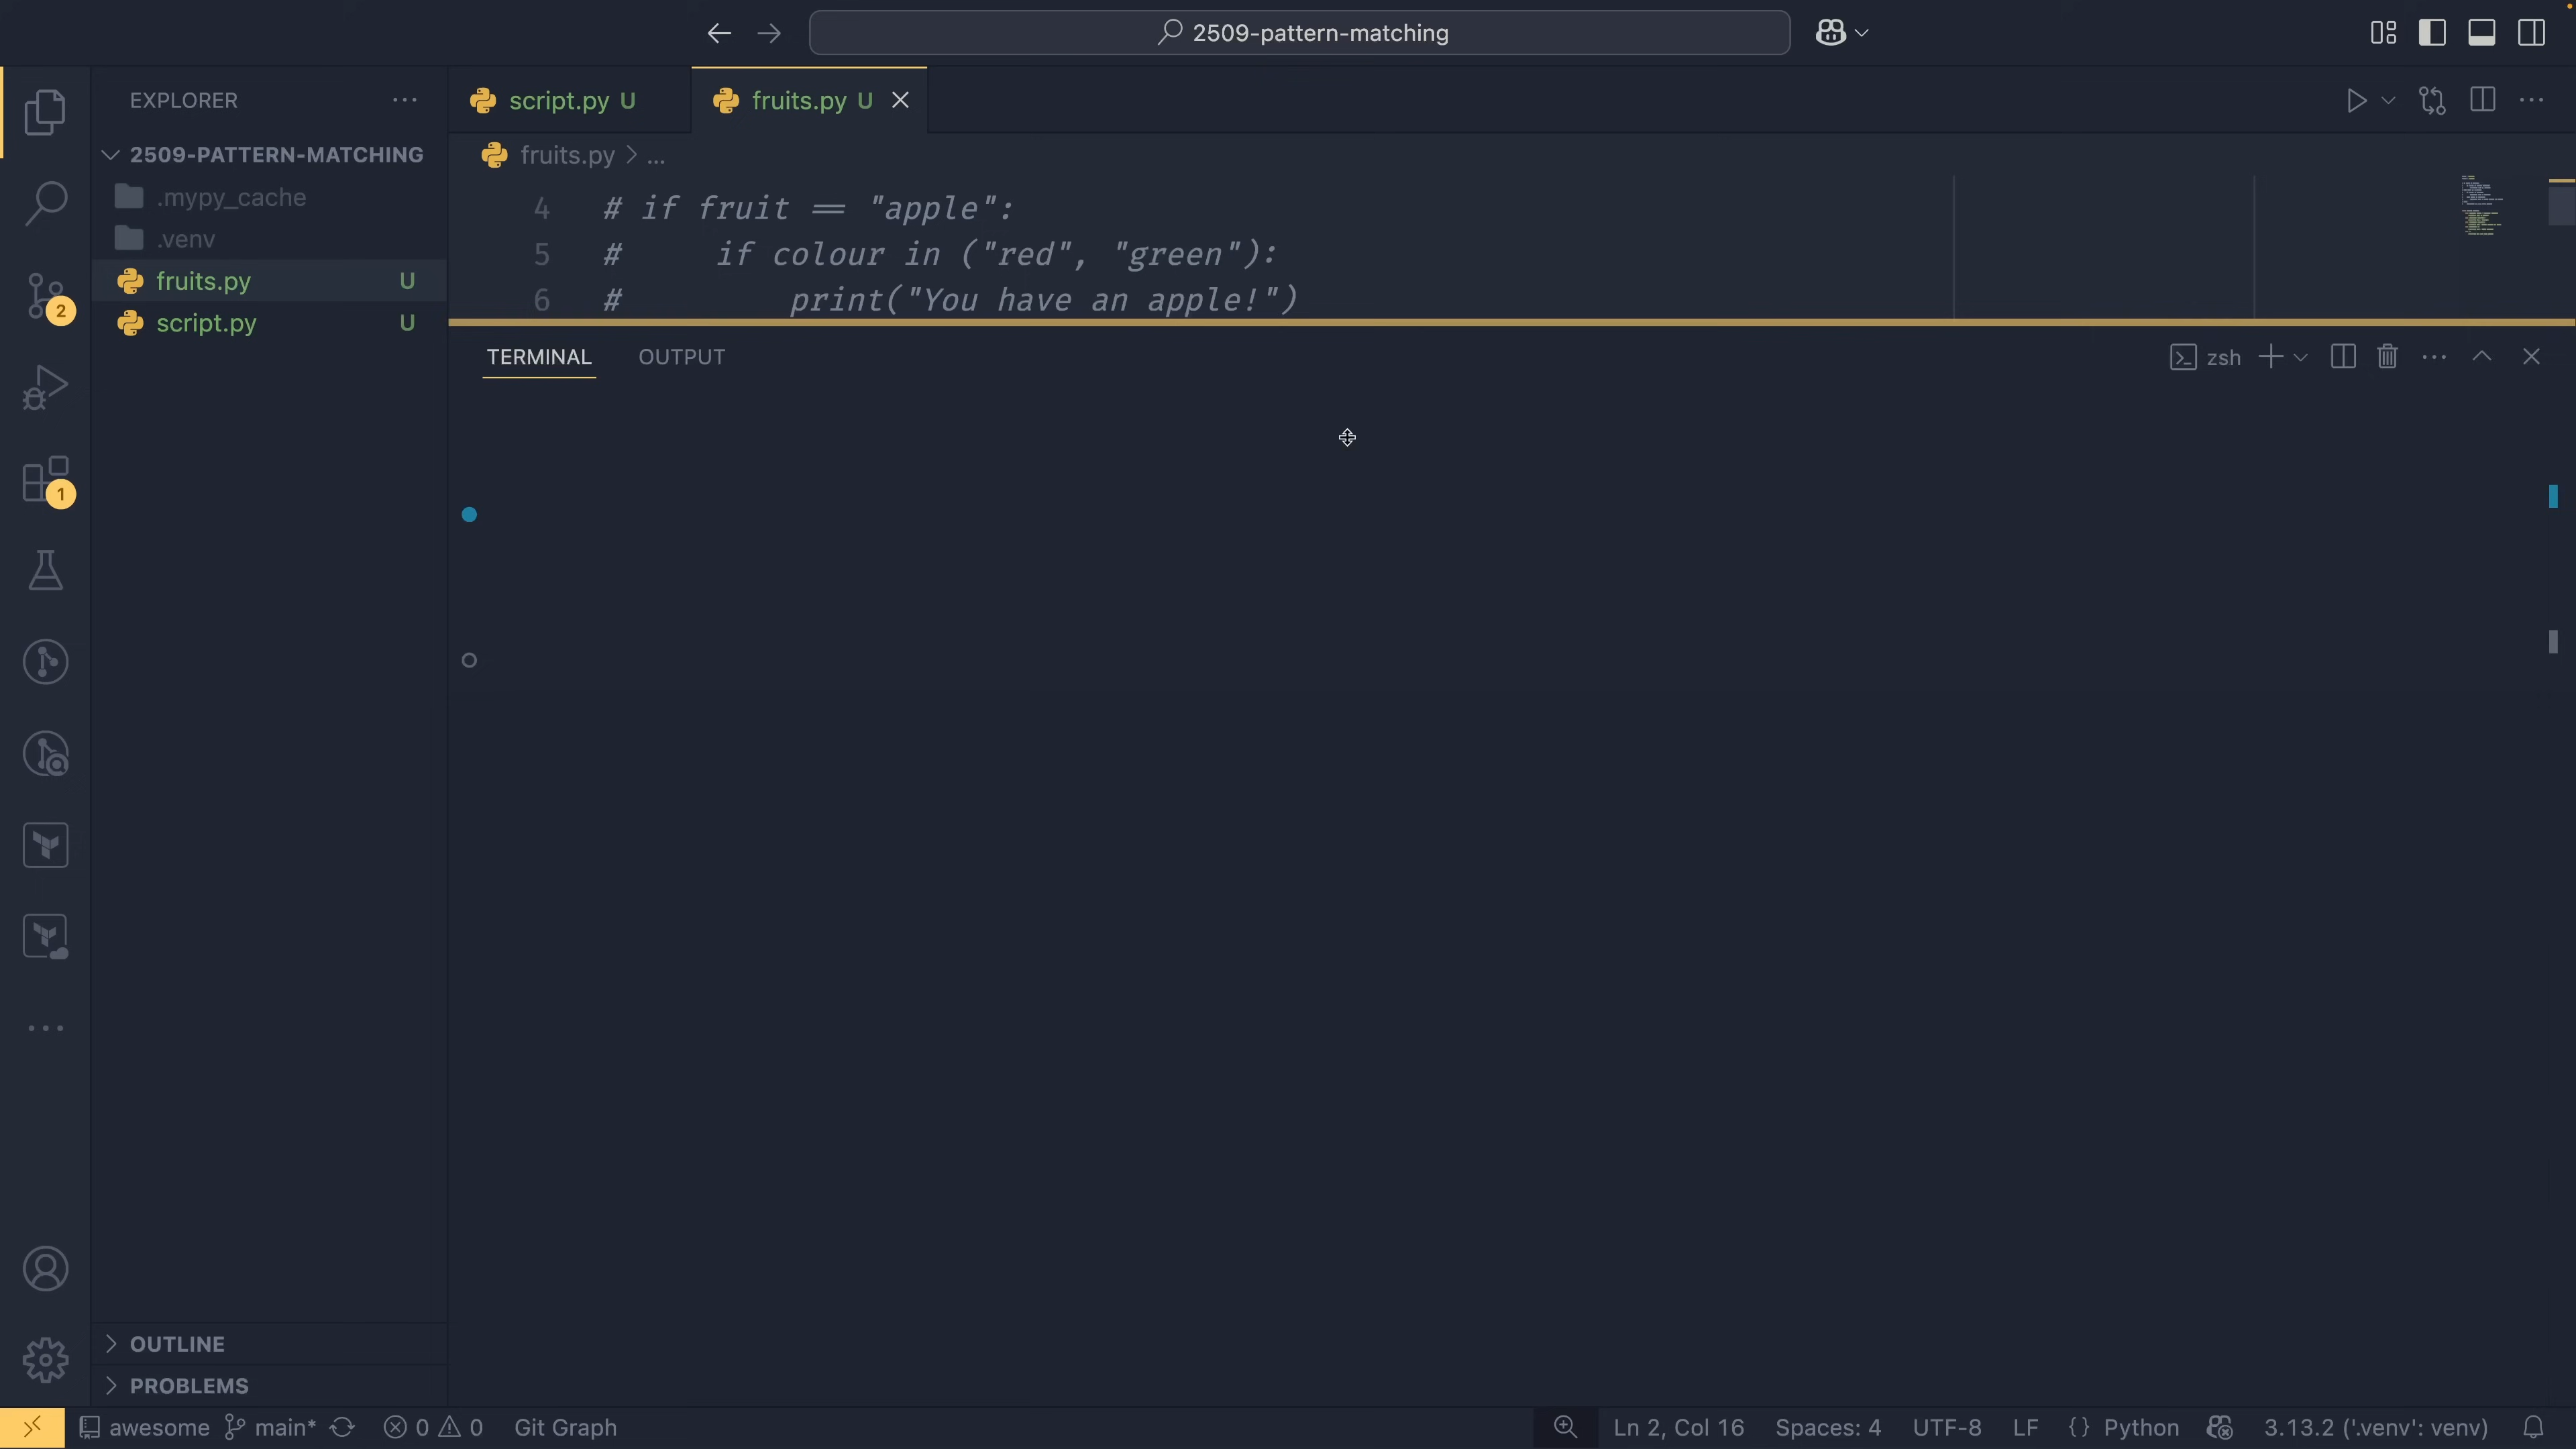 2509-pattern-matching
EXPLORER
script.py U
fruits.py U
2509-PATTERN-MATCHING
.mypy_cache
.venv
fruits.py U
script.py U
fruits.py > ...
4 # if fruit == "apple":
5 #     if colour in ("red", "green"):
6 #         print("You have an apple!")
TERMINAL
OUTPUT
zsh
2
1
OUTLINE
PROBLEMS
awesome
main*
0
0
Git Graph
Ln 2, Col 16
Spaces: 4
UTF-8
LF
{} Python
3.13.2 ('.venv': venv)